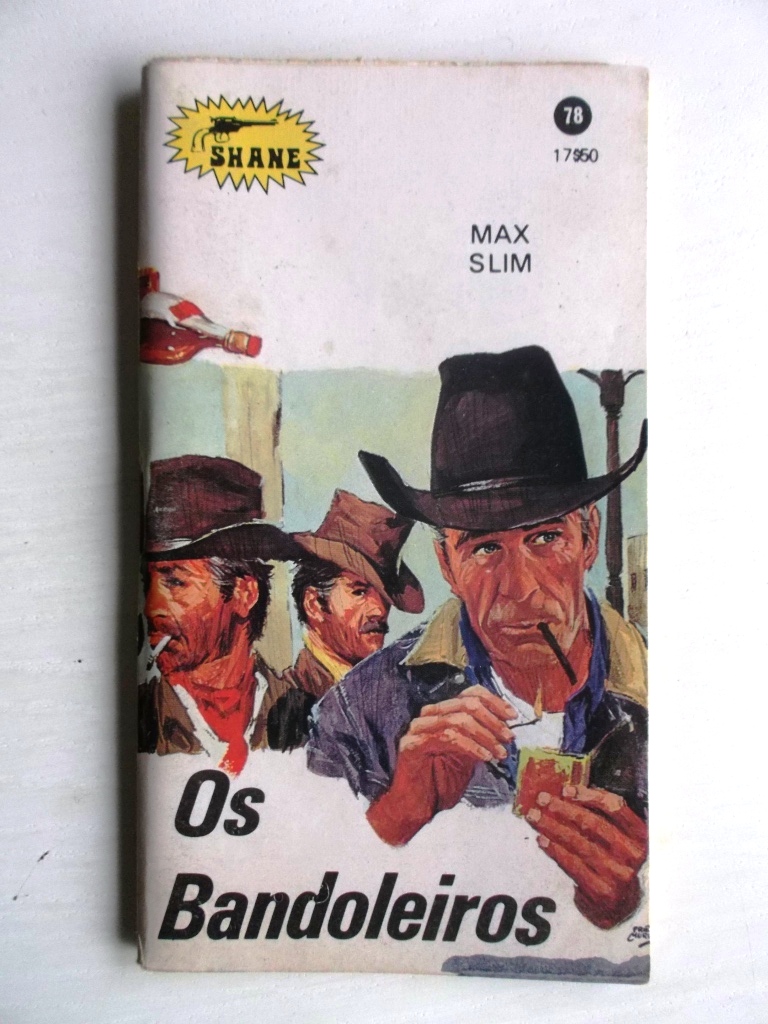 SHANE
78
17$50
MAX
SLIM
Os
Bandoleiros